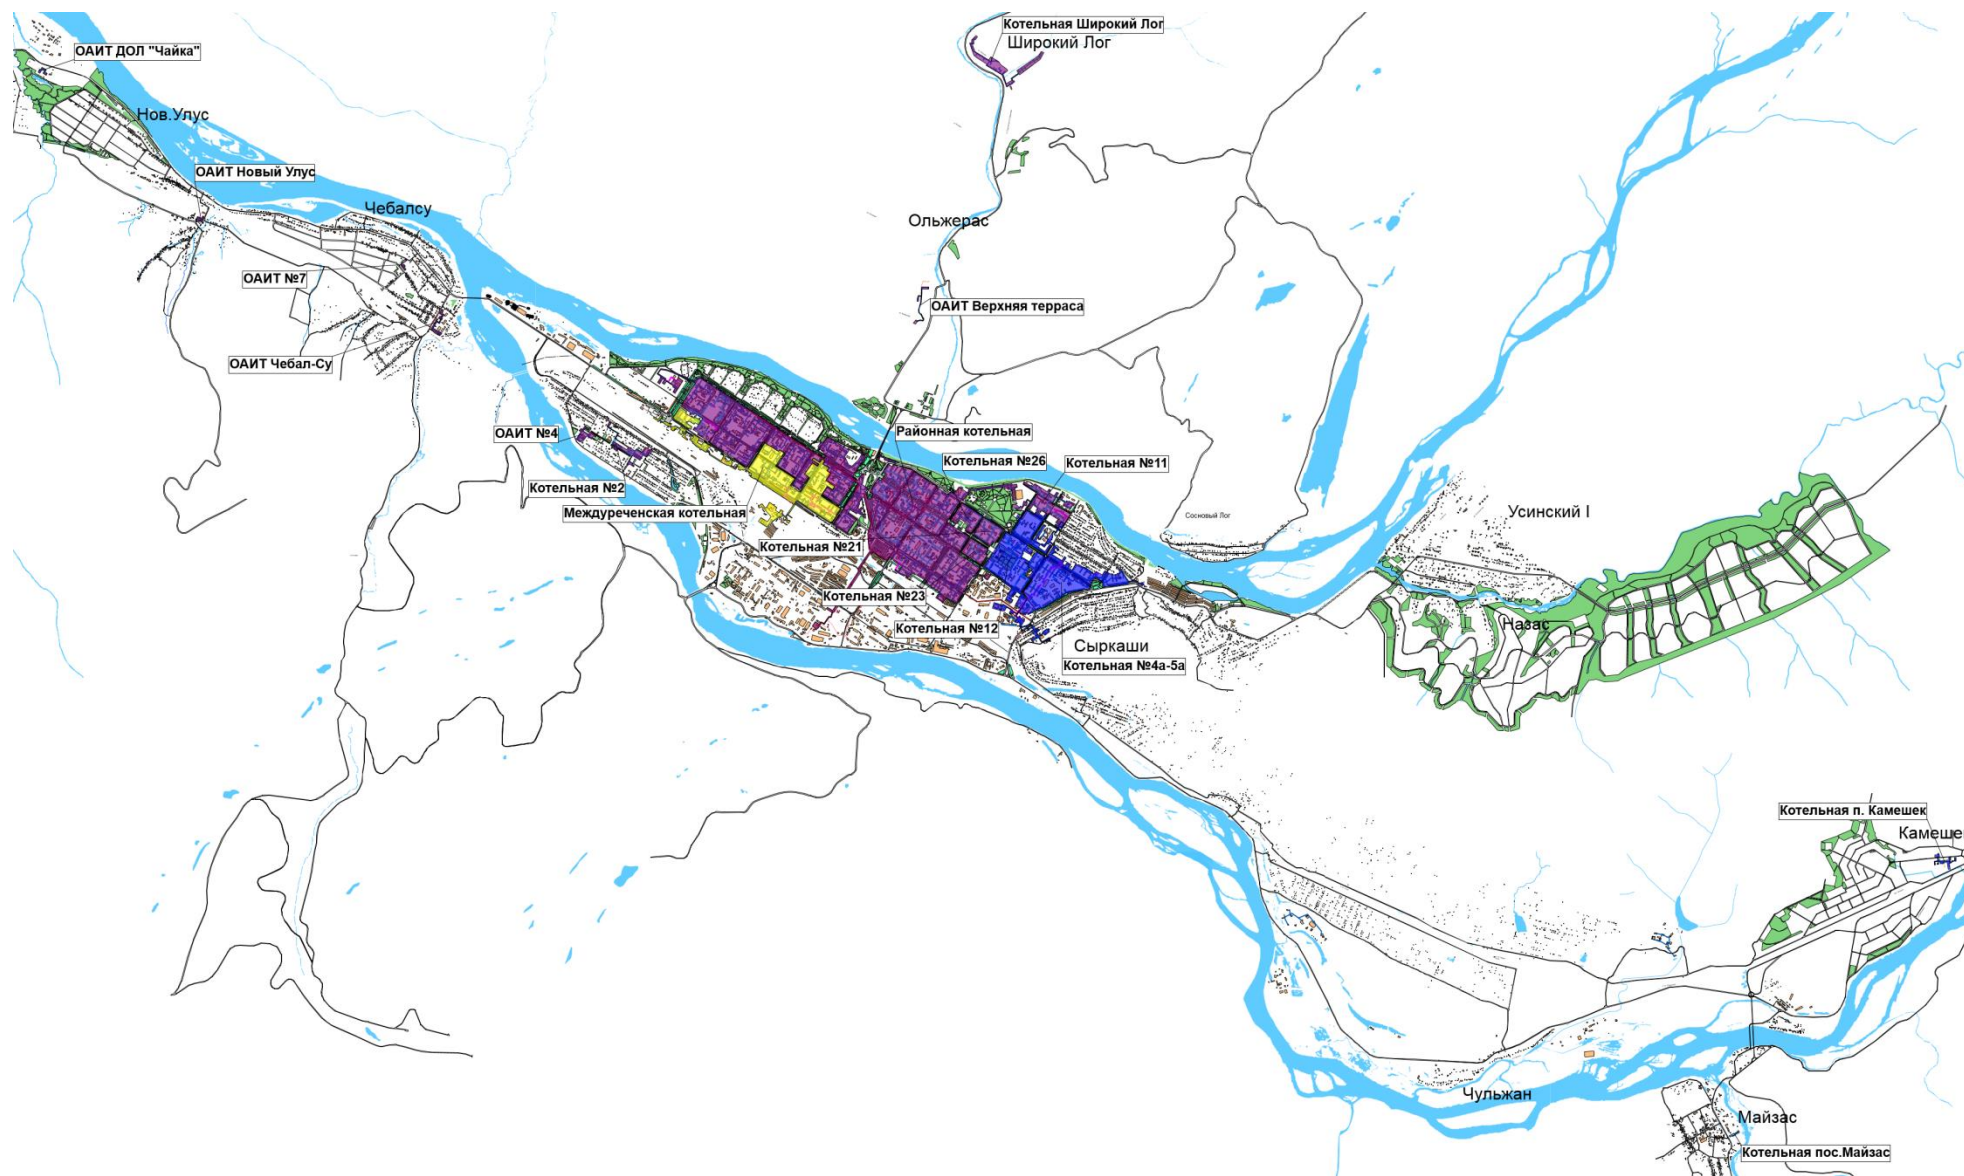 Котельная Широкий Лог
Широкий Лог
ОАИТ ДОЛ "Чайка"
Нов.Улус
ОАИТ Новый Улус
Чебалсу
Ольжерас
ОАИТ №7
ОАИТ Верхняя терраса
ОАИТ Чебал-Су
ОАИТ №4
Районная котельная
Котельная №26
Котельная №11
Котельная №2
Междуреченская котельная
Сосновый Лог
Усинский I
Котельная №21
Котельная №23
Котельная №12
Назас
Сыркаши
Котельная №4а-5а
Котельная п. Камешек
Камешек
Чульжан
Майзас
Котельная пос.Майзас